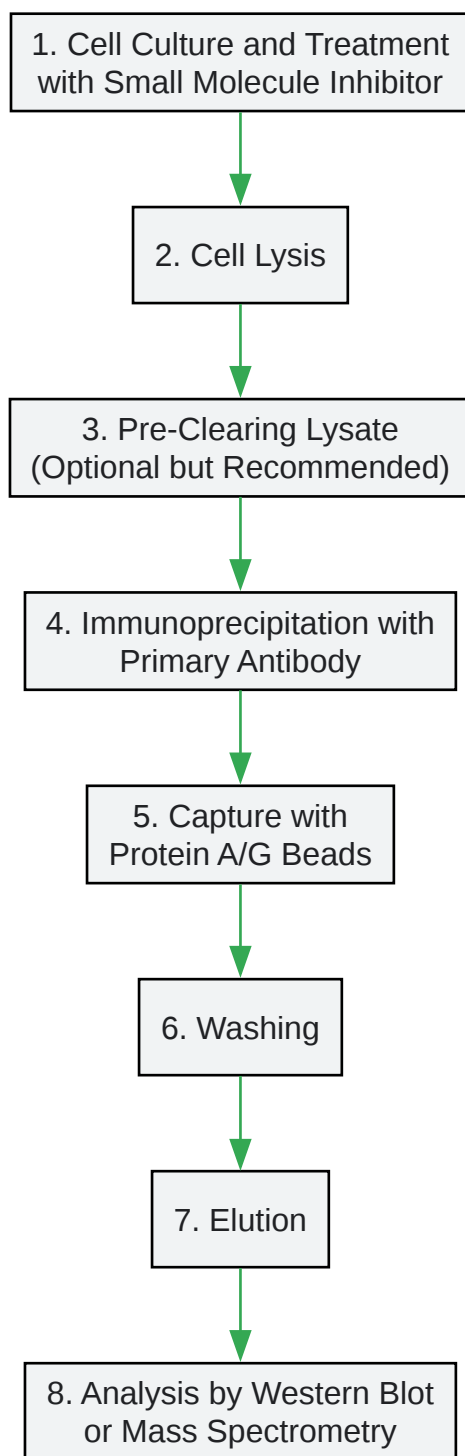 1. Cell Culture and Treatment
with Small Molecule Inhibitor
2. Cell Lysis
3. Pre-Clearing Lysate
(Optional but Recommended)
4. Immunoprecipitation with
Primary Antibody
5. Capture with
Protein A/G Beads
6. Washing
7. Elution
8. Analysis by Western Blot
or Mass Spectrometry